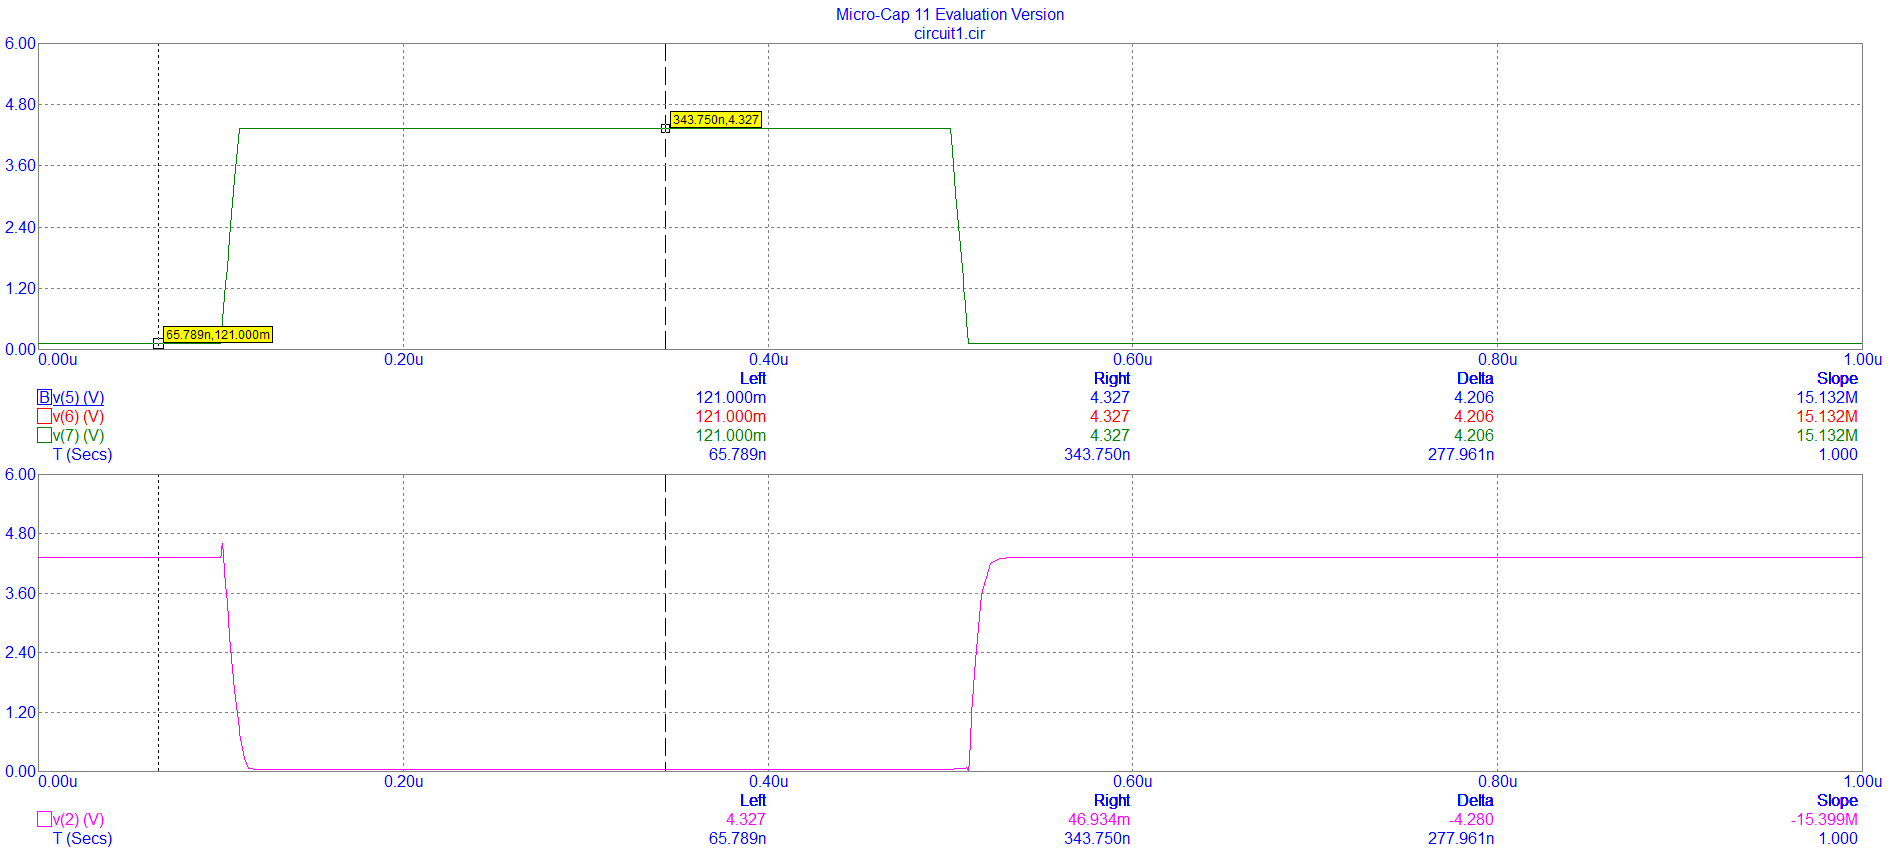 Micro-Cap 11 Evaluation Version
circuit1.cir
6.00
4.80
343.750n,4.327
3.60
2.40
1.20
65.789n,121.000m
0.00
0.00u 0.20u 0.40u 0.60u 0.80u 1.00u
Left Right Delta Slope
B v(5) (V) 121.000m 4.327 4.206 15.132M
v(6) (V) 121.000m 4.327 4.206 15.132M
v(7) (V) 121.000m 4.327 4.206 15.132M
T (Secs) 65.789n 343.750n 277.961n 1.000
6.00
4.80
3.60
2.40
1.20
0.00
0.00u 0.20u 0.40u 0.60u 0.80u 1.00u
Left Right Delta Slope
v(2) (V) 4.327 46.934m -4.280 -15.399M
T (Secs) 65.789n 343.750n 277.961n 1.000